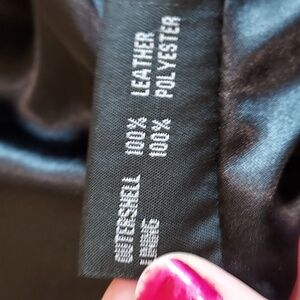 OUTERSHELL 100% LEATHER
LINING 100% POLYESTER